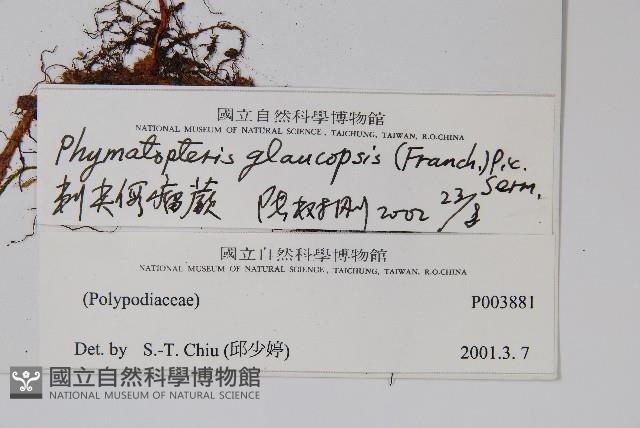 國立自然科學博物館
NATIONAL MUSEUM OF NATURAL SCIENCE, TAICHUNG, TAIWAN, R.O.CHINA
Phymatopteris glaucopsis (Franch.) Pic.
Serm.
刺尖假瘤蕨 2002 23/8
國立自然科學博物館
NATIONAL MUSEUM OF NATURAL SCIENCE, TAICHUNG, TAIWAN, R.O.CHINA
(Polypodiaceae) P003881
Det. by S.-T. Chiu (邱少婷) 2001.3.7
國立自然科學博物館
NATIONAL MUSEUM OF NATURAL SCIENCE